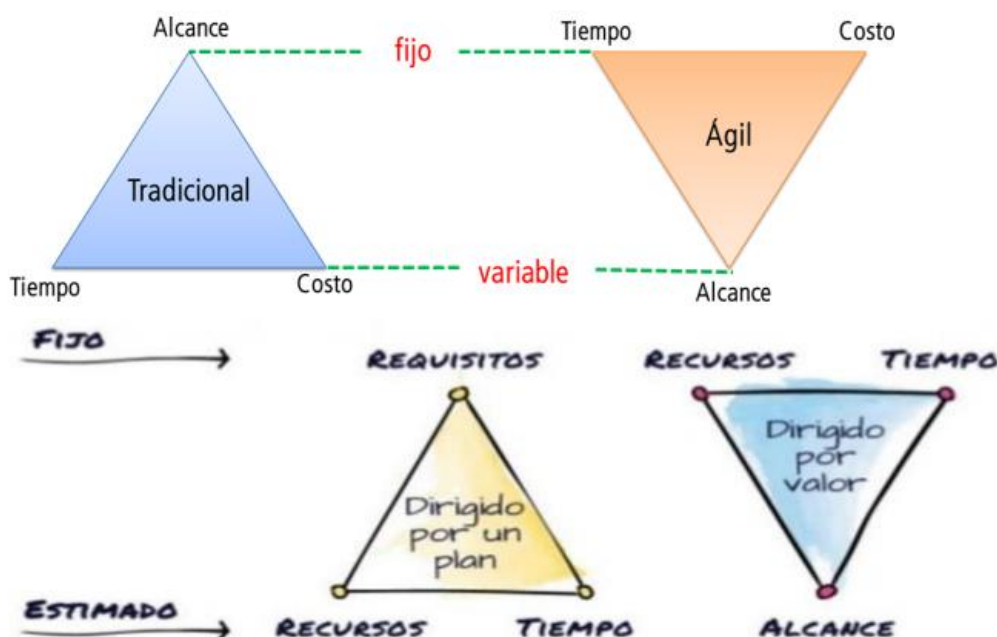 Alcance
fijo
Tiempo
Costo
Tradicional
Ágil
Tiempo
Costo
variable
Alcance
FIJO
REQUISITOS
RECURSOS
TIEMPO
Dirigido
por un
plan
Dirigido
por
valor
ESTIMADO
RECURSOS
TIEMPO
ALCANCE